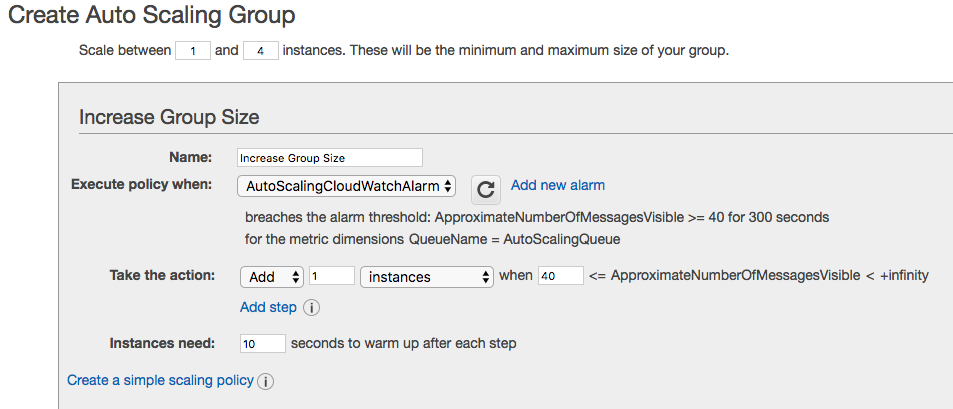 Create Auto Scaling Group
Scale between 1 and 4 instances. These will be the minimum and maximum size of your group.
Increase Group Size
Name: Increase Group Size
Execute policy when: AutoScalingCloudWatchAlarm Add new alarm
breaches the alarm threshold: ApproximateNumberOfMessagesVisible >= 40 for 300 seconds
for the metric dimensions QueueName = AutoScalingQueue
Take the action: Add 1 instances when 40 <= ApproximateNumberOfMessagesVisible < +infinity
Add step i
Instances need: 10 seconds to warm up after each step
Create a simple scaling policy i